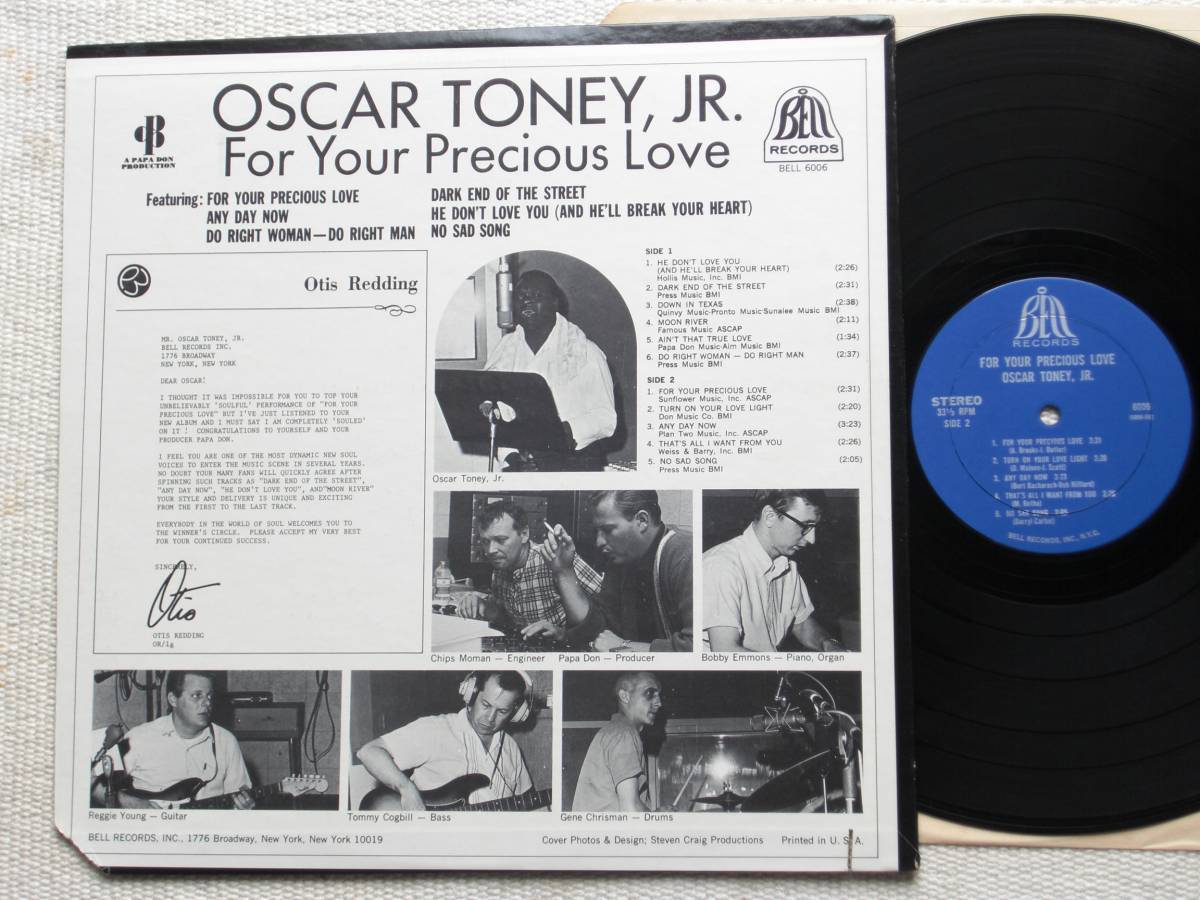 OSCAR TONEY, JR.
For Your Precious Love
A PAPA DON
PRODUCTION
BELL
RECORDS
BELL 6006
Featuring: FOR YOUR PRECIOUS LOVE
ANY DAY NOW
DO RIGHT WOMAN—DO RIGHT MAN
DARK END OF THE STREET
HE DON'T LOVE YOU (AND HE'LL BREAK YOUR HEART)
NO SAD SONG
Otis Redding
MR. OSCAR TONEY, JR.
BELL RECORDS INC.
1776 BROADWAY
NEW YORK, NEW YORK
DEAR OSCAR!
I THOUGHT IT WAS IMPOSSIBLE FOR YOU TO TOP YOUR
UNBELIEVABLY 'SOULFUL' PERFORMANCE OF "FOR YOUR
PRECIOUS LOVE" BUT I'VE JUST LISTENED TO YOUR
NEW ALBUM AND I MUST SAY I AM COMPLETELY 'SOULED'
ON IT ! CONGRATULATIONS TO YOURSELF AND YOUR
PRODUCER PAPA DON.
I FEEL YOU ARE ONE OF THE MOST DYNAMIC NEW SOUL
VOICES TO ENTER THE MUSIC SCENE IN SEVERAL YEARS.
NO DOUBT YOUR MANY FANS WILL QUICKLY AGREE AFTER
SPINNING SUCH TRACKS AS "DARK END OF THE STREET",
"ANY DAY NOW", "HE DON'T LOVE YOU", AND"MOON RIVER"
YOUR STYLE AND DELIVERY IS UNIQUE AND EXCITING
FROM THE FIRST TO THE LAST TRACK.
EVERYBODY IN THE WORLD OF SOUL WELCOMES YOU TO
THE WINNER'S CIRCLE. PLEASE ACCEPT MY VERY BEST
FOR YOUR CONTINUED SUCCESS.
SINCERELY,
Otis
OTIS REDDING
OR/lg
Oscar Toney, Jr.
SIDE 1
1. HE DON'T LOVE YOU
(AND HE'LL BREAK YOUR HEART) (2:26)
Hollis Music, Inc. BMI
2. DARK END OF THE STREET (2:31)
Press Music BMI
3. DOWN IN TEXAS (2:38)
Quinvy Music-Pronto Music-Sunalee Music BMI
4. MOON RIVER (2:11)
Famous Music ASCAP
5. AIN'T THAT TRUE LOVE (1:34)
Papa Don Music-Aim Music BMI
6. DO RIGHT WOMAN — DO RIGHT MAN (2:37)
Press Music BMI
SIDE 2
1. FOR YOUR PRECIOUS LOVE (2:31)
Sunflower Music, Inc. ASCAP
2. TURN ON YOUR LOVE LIGHT (2:20)
Don Music Co. BMI
3. ANY DAY NOW (3:23)
Plan Two Music, Inc. ASCAP
4. THAT'S ALL I WANT FROM YOU (2:26)
Weiss & Barry, Inc. BMI
5. NO SAD SONG (2:05)
Press Music BMI
Chips Moman — Engineer Papa Don — Producer
Bobby Emmons — Piano, Organ
Reggie Young — Guitar
Tommy Cogbill — Bass
Gene Chrisman — Drums
BELL RECORDS, INC., 1776 Broadway, New York, New York 10019
Cover Photos & Design; Steven Craig Productions Printed in U. S. A.
BELL
RECORDS
FOR YOUR PRECIOUS LOVE
OSCAR TONEY, JR.
STEREO
33⅓ RPM
SIDE 2
6006
1. FOR YOUR PRECIOUS LOVE
2. TURN ON YOUR LOVE LIGHT
3. ANY DAY NOW 3:23
4. THAT'S ALL I WANT FROM YOU
5. NO SAD SONG
(Darryl Carter)
BELL RECORDS, INC., N.Y.C.